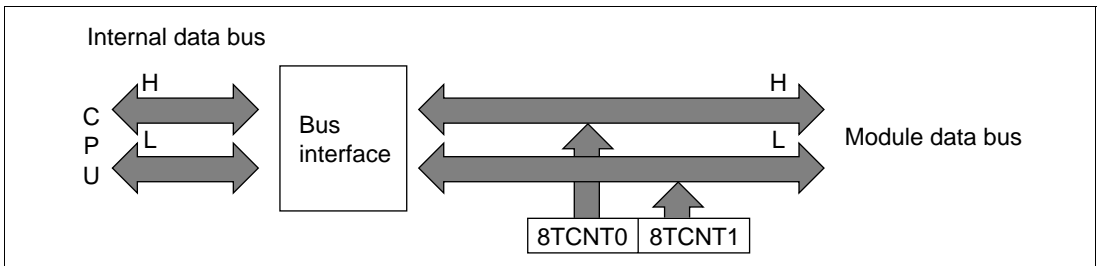 Internal data bus
H
H
C
P
U
L
L
Bus
interface
Module data bus
8TCNT0
8TCNT1